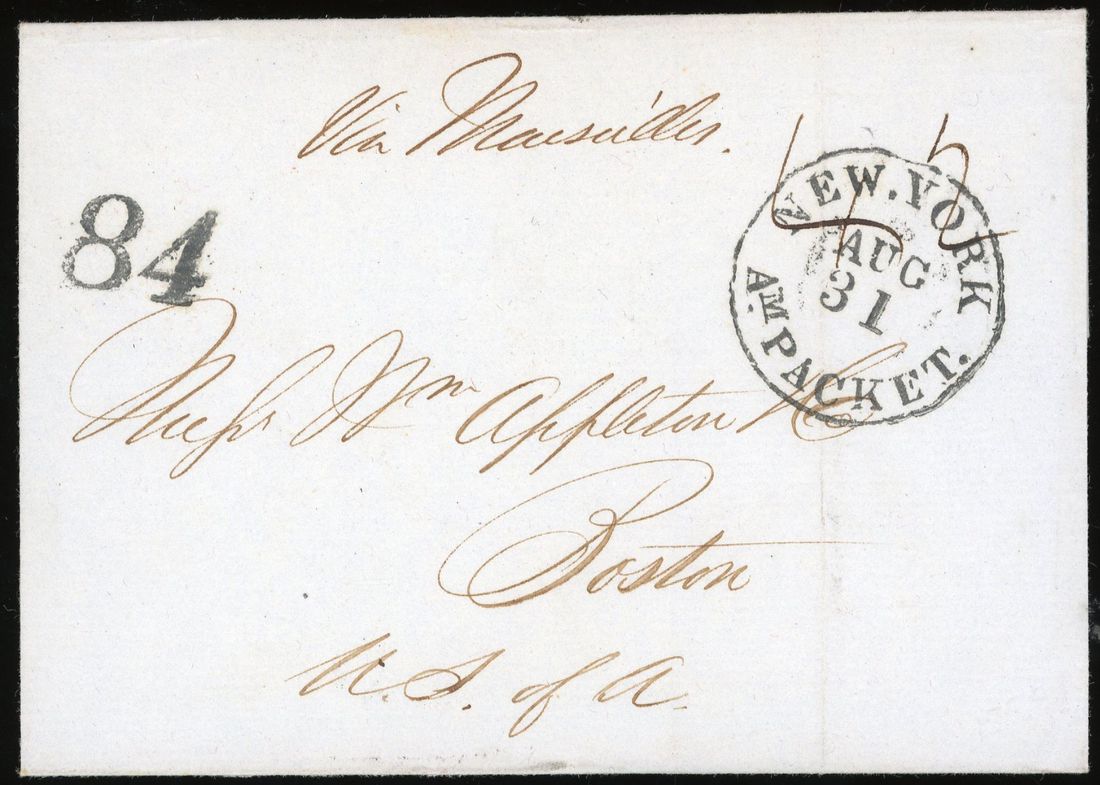 Via Marseilles.
84
NEW. YORK
AUG
31
AM PACKET.
Messrs Wm Appleton & Co
Boston
U. S. of A.